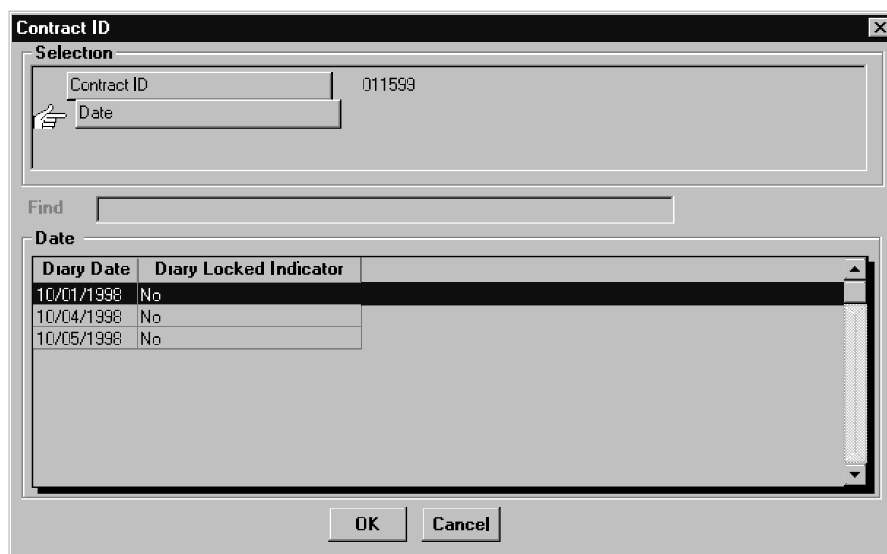 Contract ID
Selection
Contract ID 011599
Date
Find
Date
Diary Date Diary Locked Indicator
10/01/1998 No
10/04/1998 No
10/05/1998 No
OK Cancel